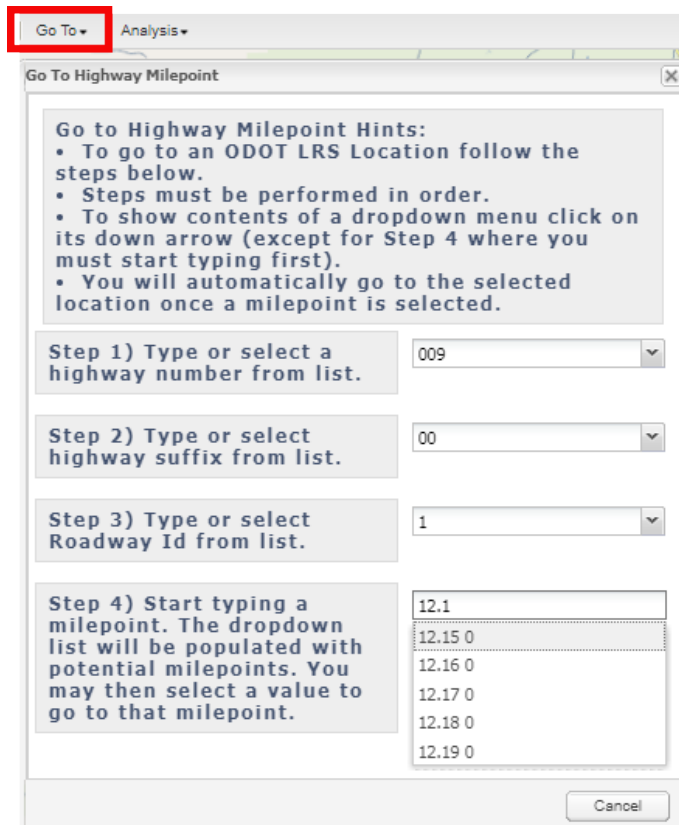 Go To▾ Analysis▾
Go To Highway Milepoint
Go to Highway Milepoint Hints:
• To go to an ODOT LRS Location follow the
steps below.
• Steps must be performed in order.
• To show contents of a dropdown menu click on
its down arrow (except for Step 4 where you
must start typing first).
• You will automatically go to the selected
location once a milepoint is selected.
Step 1) Type or select a
highway number from list.
009
Step 2) Type or select
highway suffix from list.
00
Step 3) Type or select
Roadway Id from list.
1
Step 4) Start typing a
milepoint. The dropdown
list will be populated with
potential milepoints. You
may then select a value to
go to that milepoint.
12.1
12.15 0
12.16 0
12.17 0
12.18 0
12.19 0
Cancel